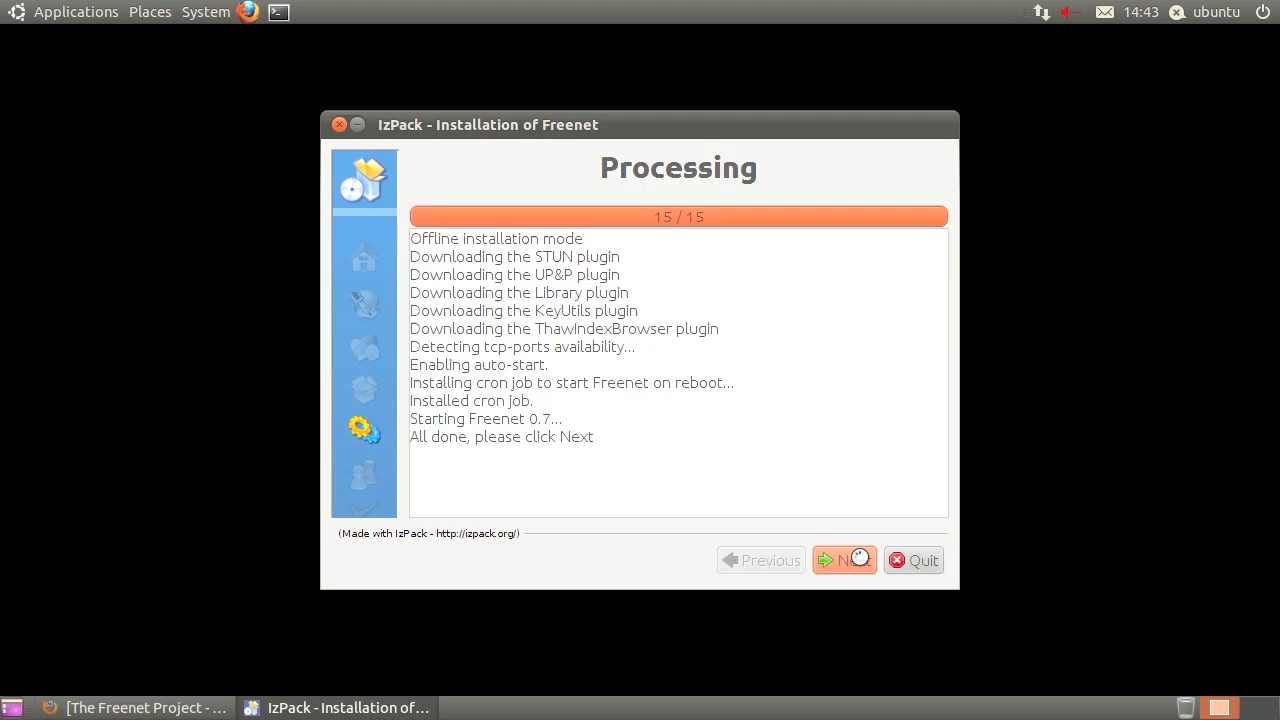 Applications Places System 14:43 ubuntu
IzPack - Installation of Freenet
Processing
15 / 15
Offline installation mode
Downloading the STUN plugin
Downloading the UP&P plugin
Downloading the Library plugin
Downloading the KeyUtils plugin
Downloading the ThawIndexBrowser plugin
Detecting tcp-ports availability...
Enabling auto-start.
Installing cron job to start Freenet on reboot...
Installed cron job.
Starting Freenet 0.7...
All done, please click Next
(Made with IzPack - http://izpack.org/)
Previous Next Quit
[The Freenet Project - ... IzPack - Installation of...